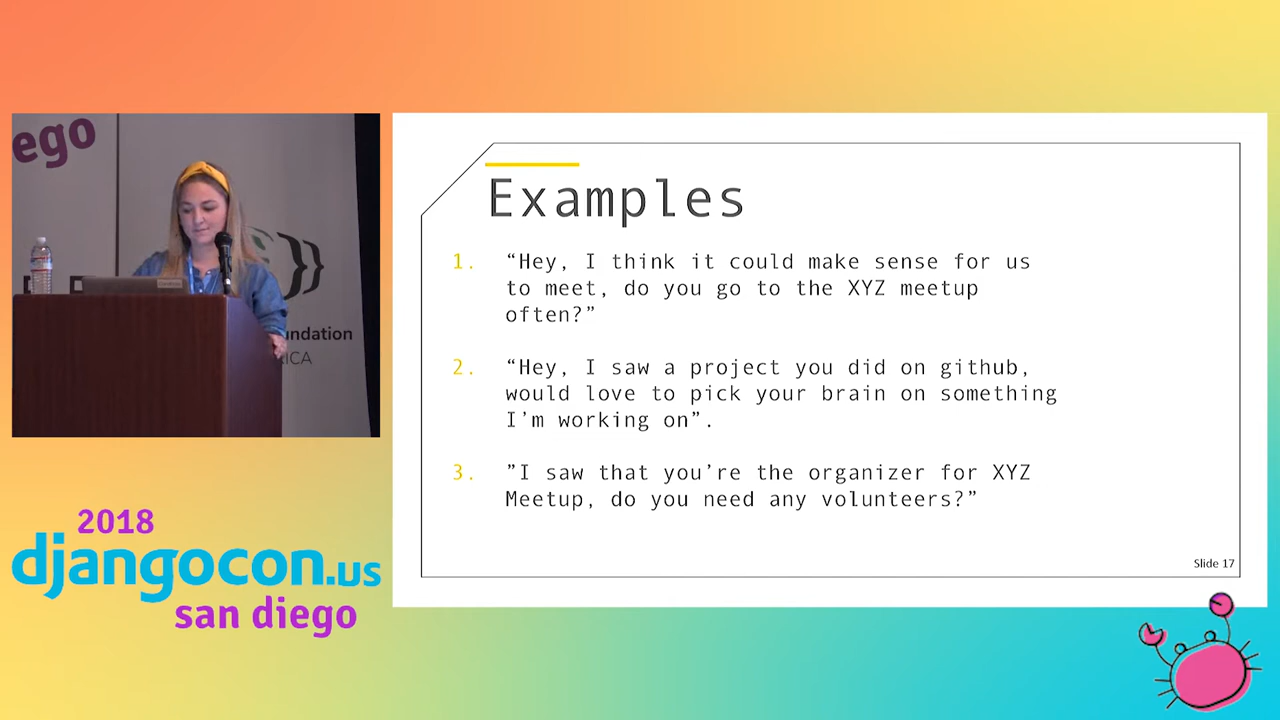 ego
undation
ICA
2018
djangocon.us
san diego
Examples
1. “Hey, I think it could make sense for us
to meet, do you go to the XYZ meetup
often?”
2. “Hey, I saw a project you did on github,
would love to pick your brain on something
I’m working on”.
3. ”I saw that you’re the organizer for XYZ
Meetup, do you need any volunteers?”
Slide 17